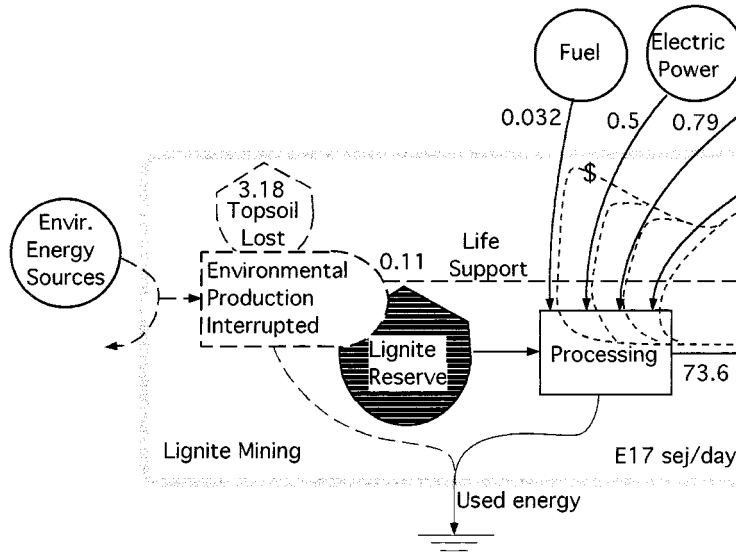 Fuel
Electric
Power
0.032
0.5
0.79
3.18
Topsoil
Lost
$
Envir.
Energy
Sources
0.11
Life
Support
Environmental
Production
Interrupted
Lignite
Reserve
Processing
73.6
Lignite Mining
E17 sej/day
Used energy